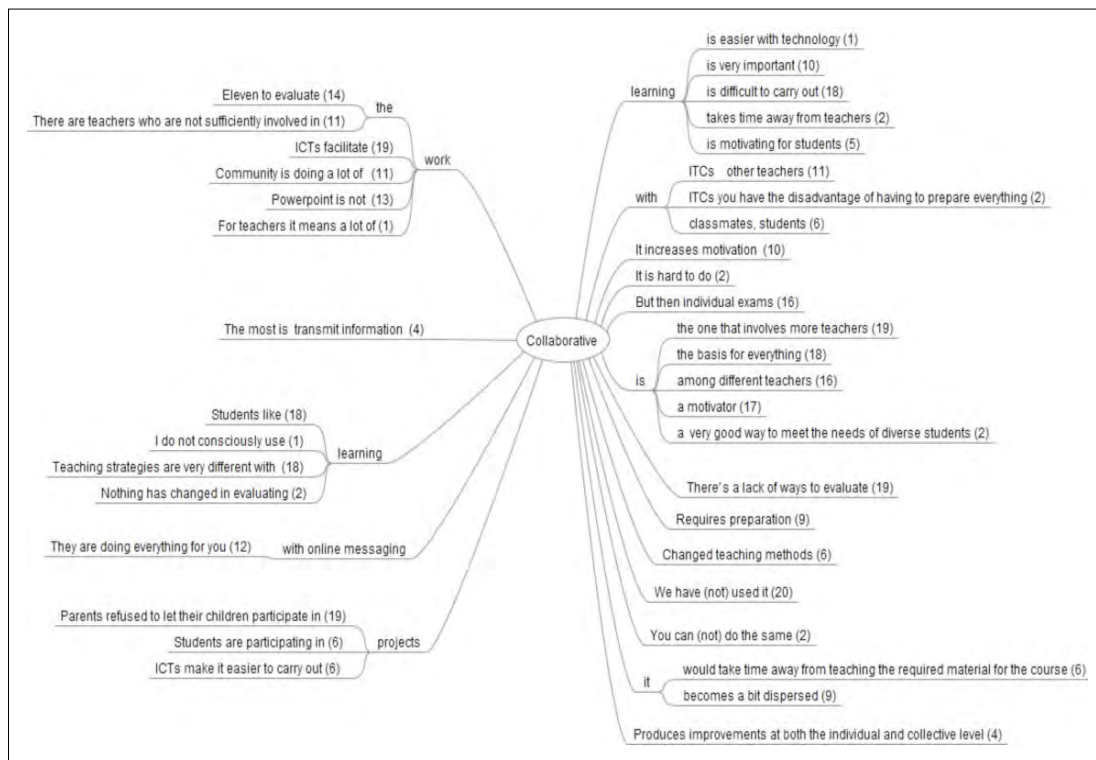 Eleven to evaluate (14)
There are teachers who are not sufficiently involved in (11)
the
ICTs facilitate (19)
Community is doing a lot of (11)
Powerpoint is not (13)
For teachers it means a lot of (1)
work
The most is transmit information (4)
Students like (18)
I do not consciously use (1)
Teaching strategies are very different with (18)
Nothing has changed in evaluating (2)
learning
They are doing everything for you (12)
with online messaging
Parents refused to let their children participate in (19)
Students are participating in (6)
ICTs make it easier to carry out (6)
projects
Collaborative
learning
is easier with technology (1)
is very important (10)
is difficult to carry out (18)
takes time away from teachers (2)
is motivating for students (5)
with
ITCs other teachers (11)
ITCs you have the disadvantage of having to prepare everything (2)
classmates, students (6)
It increases motivation (10)
It is hard to do (2)
But then individual exams (16)
is
the one that involves more teachers (19)
the basis for everything (18)
among different teachers (16)
a motivator (17)
a very good way to meet the needs of diverse students (2)
There's a lack of ways to evaluate (19)
Requires preparation (9)
Changed teaching methods (6)
We have (not) used it (20)
You can (not) do the same (2)
it
would take time away from teaching the required material for the course (6)
becomes a bit dispersed (9)
Produces improvements at both the individual and collective level (4)